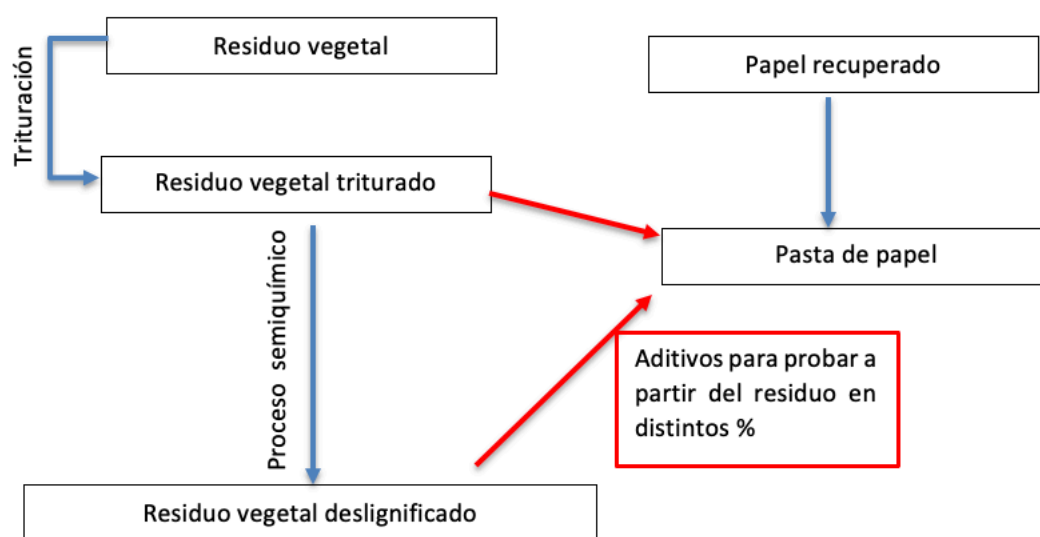 Residuo vegetal
Papel recuperado
Trituración
Residuo vegetal triturado
Pasta de papel
Proceso semiquímico
Aditivos para probar a
partir del residuo en
distintos %
Residuo vegetal deslignificado